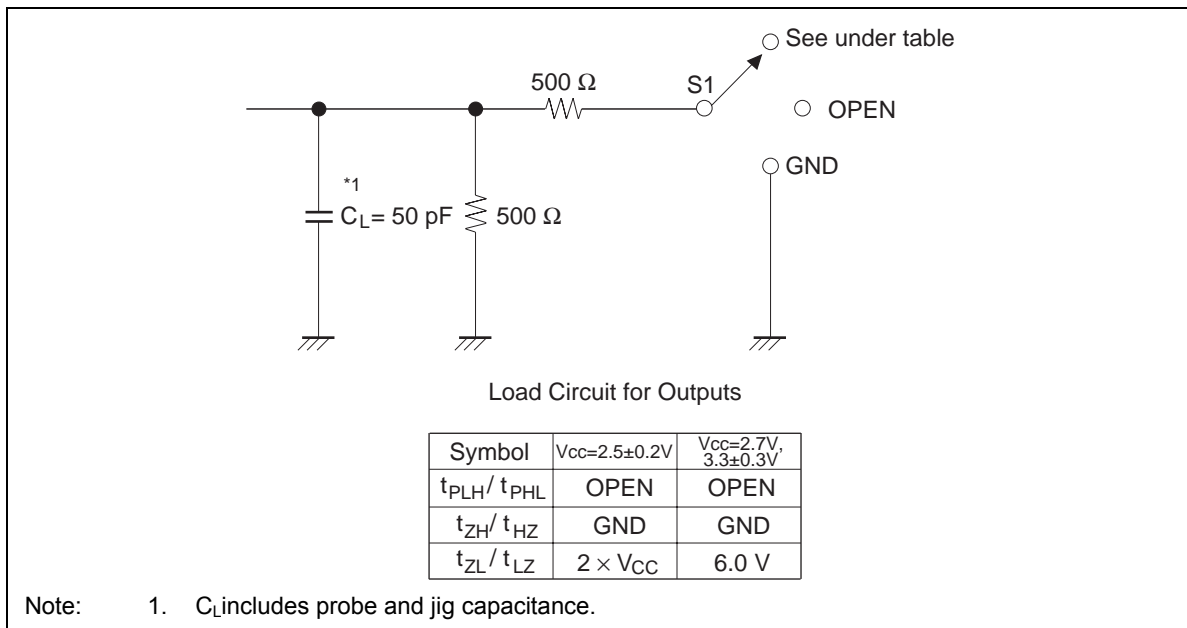 See under table
500 Ω
S1
OPEN
GND
*1
CL= 50 pF
500 Ω
Load Circuit for Outputs
Symbol Vcc=2.5±0.2V Vcc=2.7V, 3.3±0.3V
tPLH/ tPHL OPEN OPEN
tZH/ tHZ GND GND
tZL/ tLZ 2 × VCC 6.0 V
Note: 1. CLincludes probe and jig capacitance.